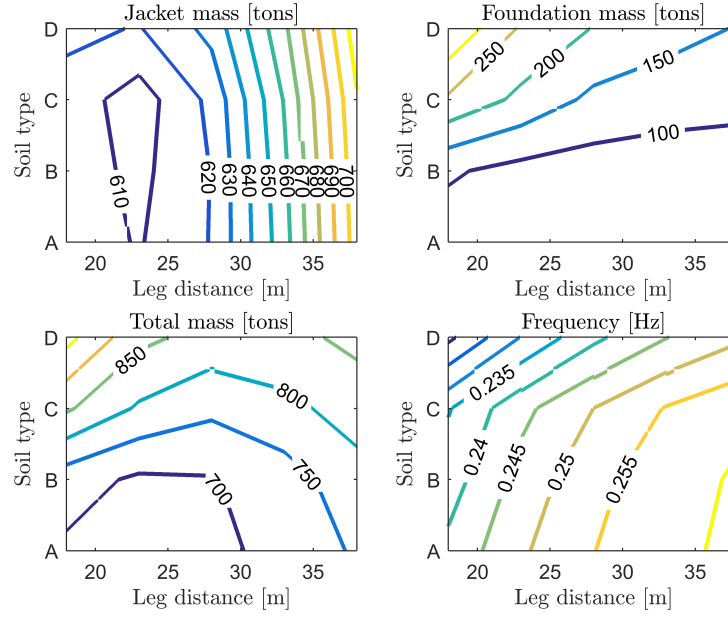 Jacket mass [tons]
D
C
B
A
Soil type
610
620
630
640
650
660
670
680
690
700
20 25 30 35
Leg distance [m]
Foundation mass [tons]
D
C
B
A
Soil type
250
200
150
100
20 25 30 35
Leg distance [m]
Total mass [tons]
D
C
B
A
Soil type
850
800
750
700
20 25 30 35
Leg distance [m]
Frequency [Hz]
D
C
B
A
Soil type
0.235
0.24
0.245
0.25
0.255
20 25 30 35
Leg distance [m]